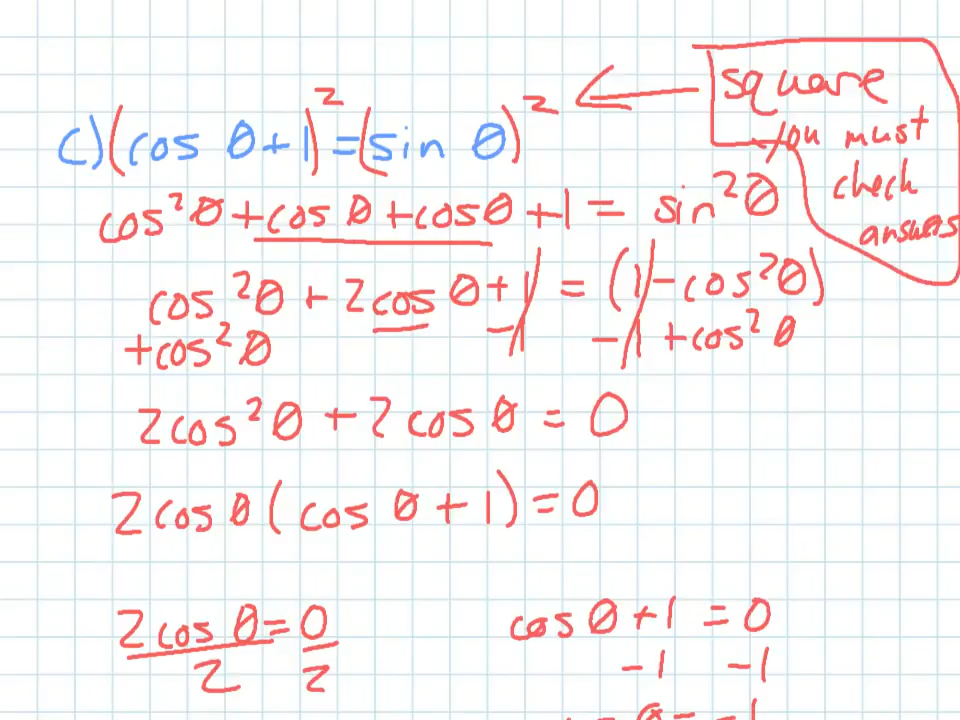 square
you must
check
answers
c) (cos θ + 1)² = (sin θ)²
cos²θ + cos θ + cosθ + 1 = sin²θ
cos²θ + 2cos θ + 1 = (1 - cos²θ)
+cos²θ - 1 - 1 + cos²θ
2cos²θ + 2cos θ = 0
2cos θ (cos θ + 1) = 0
2cos θ = 0 cos θ + 1 = 0
2 2 -1 -1